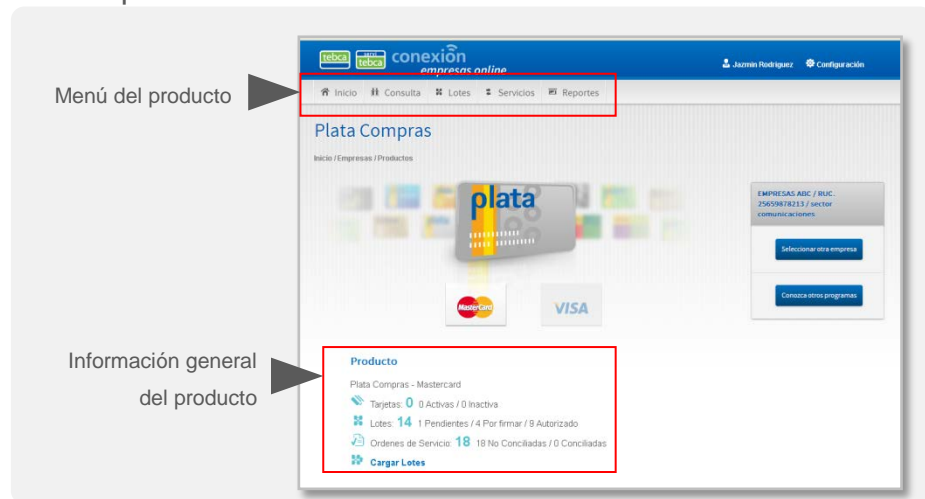 tebca servi tebca conexión
empresas online
Jazmin Rodriguez Configuración
Menú del producto
Inicio Consulta Lotes Servicios Reportes
Plata Compras
Inicio / Empresas / Productos
plata
EMPRESAS ABC / RUC.
25659878213 / sector
comunicaciones
Seleccionar otra empresa
Conozca otros programas
MasterCard VISA
Información general
del producto
Producto
Plata Compras - Mastercard
Tarjetas: 0 0 Activas / 0 Inactiva
Lotes: 14 1 Pendientes / 4 Por firmar / 9 Autorizado
Ordenes de Servicio: 18 18 No Conciliadas / 0 Conciliadas
Cargar Lotes